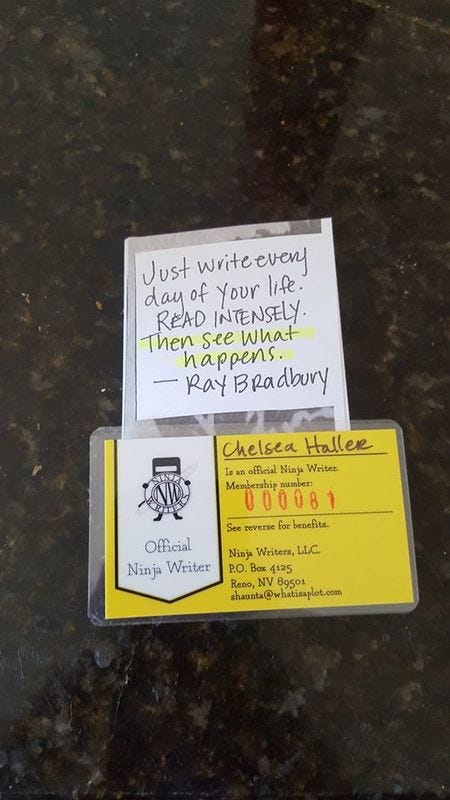 Just write every
day of your life.
READ INTENSELY.
Then see what
happens.
— Ray Bradbury
Chelsea Haller
Is an official Ninja Writer.
Membership number:
000081
See reverse for benefits.
Ninja Writers, LLC.
P.O. Box 4125
Reno, NV 89501
shaunta@whatisaplot.com
NINJA
NW
WRITERS
Official
Ninja Writer